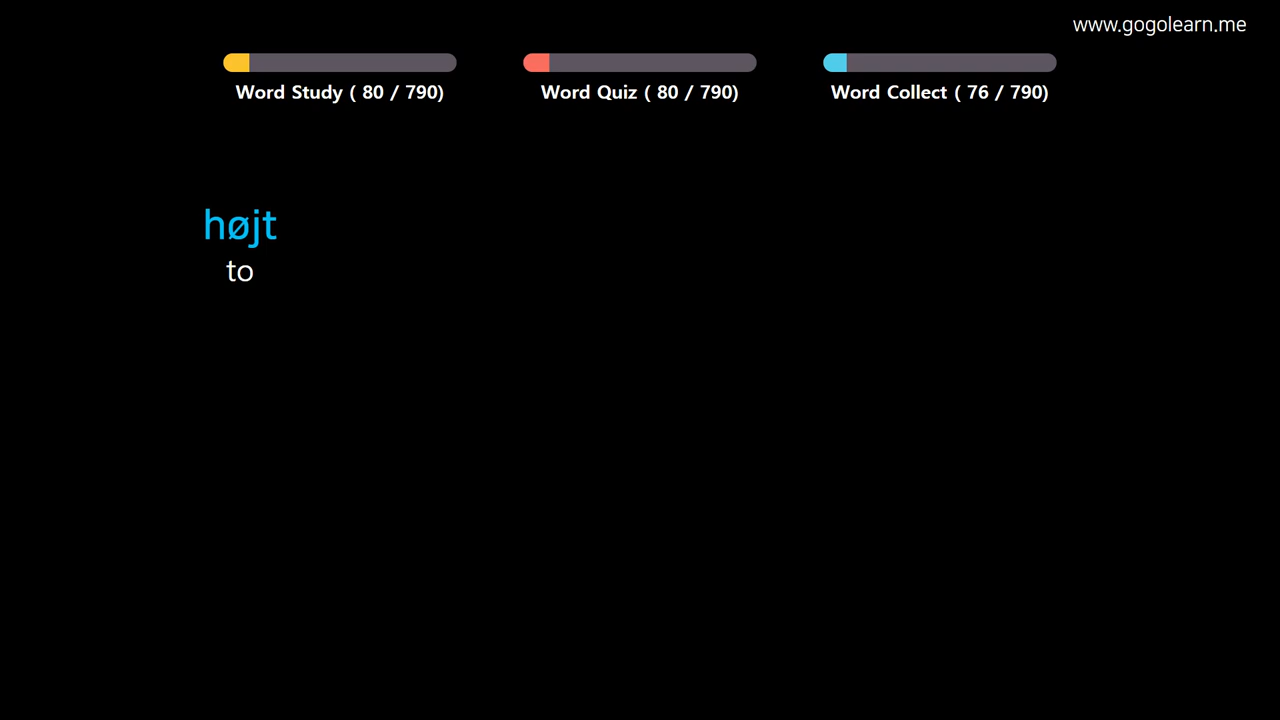 www.gogolearn.me
Word Study ( 80 / 790)
Word Quiz ( 80 / 790)
Word Collect ( 76 / 790)
højt
to